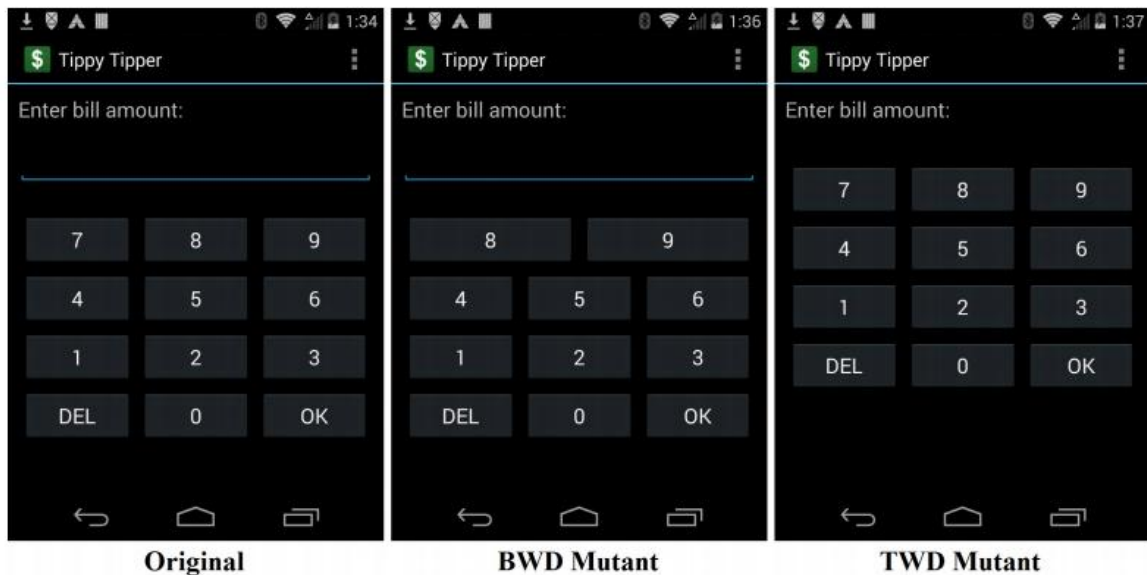 1:34
Tippy Tipper
Enter bill amount:
7 8 9
4 5 6
1 2 3
DEL 0 OK
Original
1:36
Tippy Tipper
Enter bill amount:
8 9
4 5 6
1 2 3
DEL 0 OK
BWD Mutant
1:37
Tippy Tipper
Enter bill amount:
7 8 9
4 5 6
1 2 3
DEL 0 OK
TWD Mutant